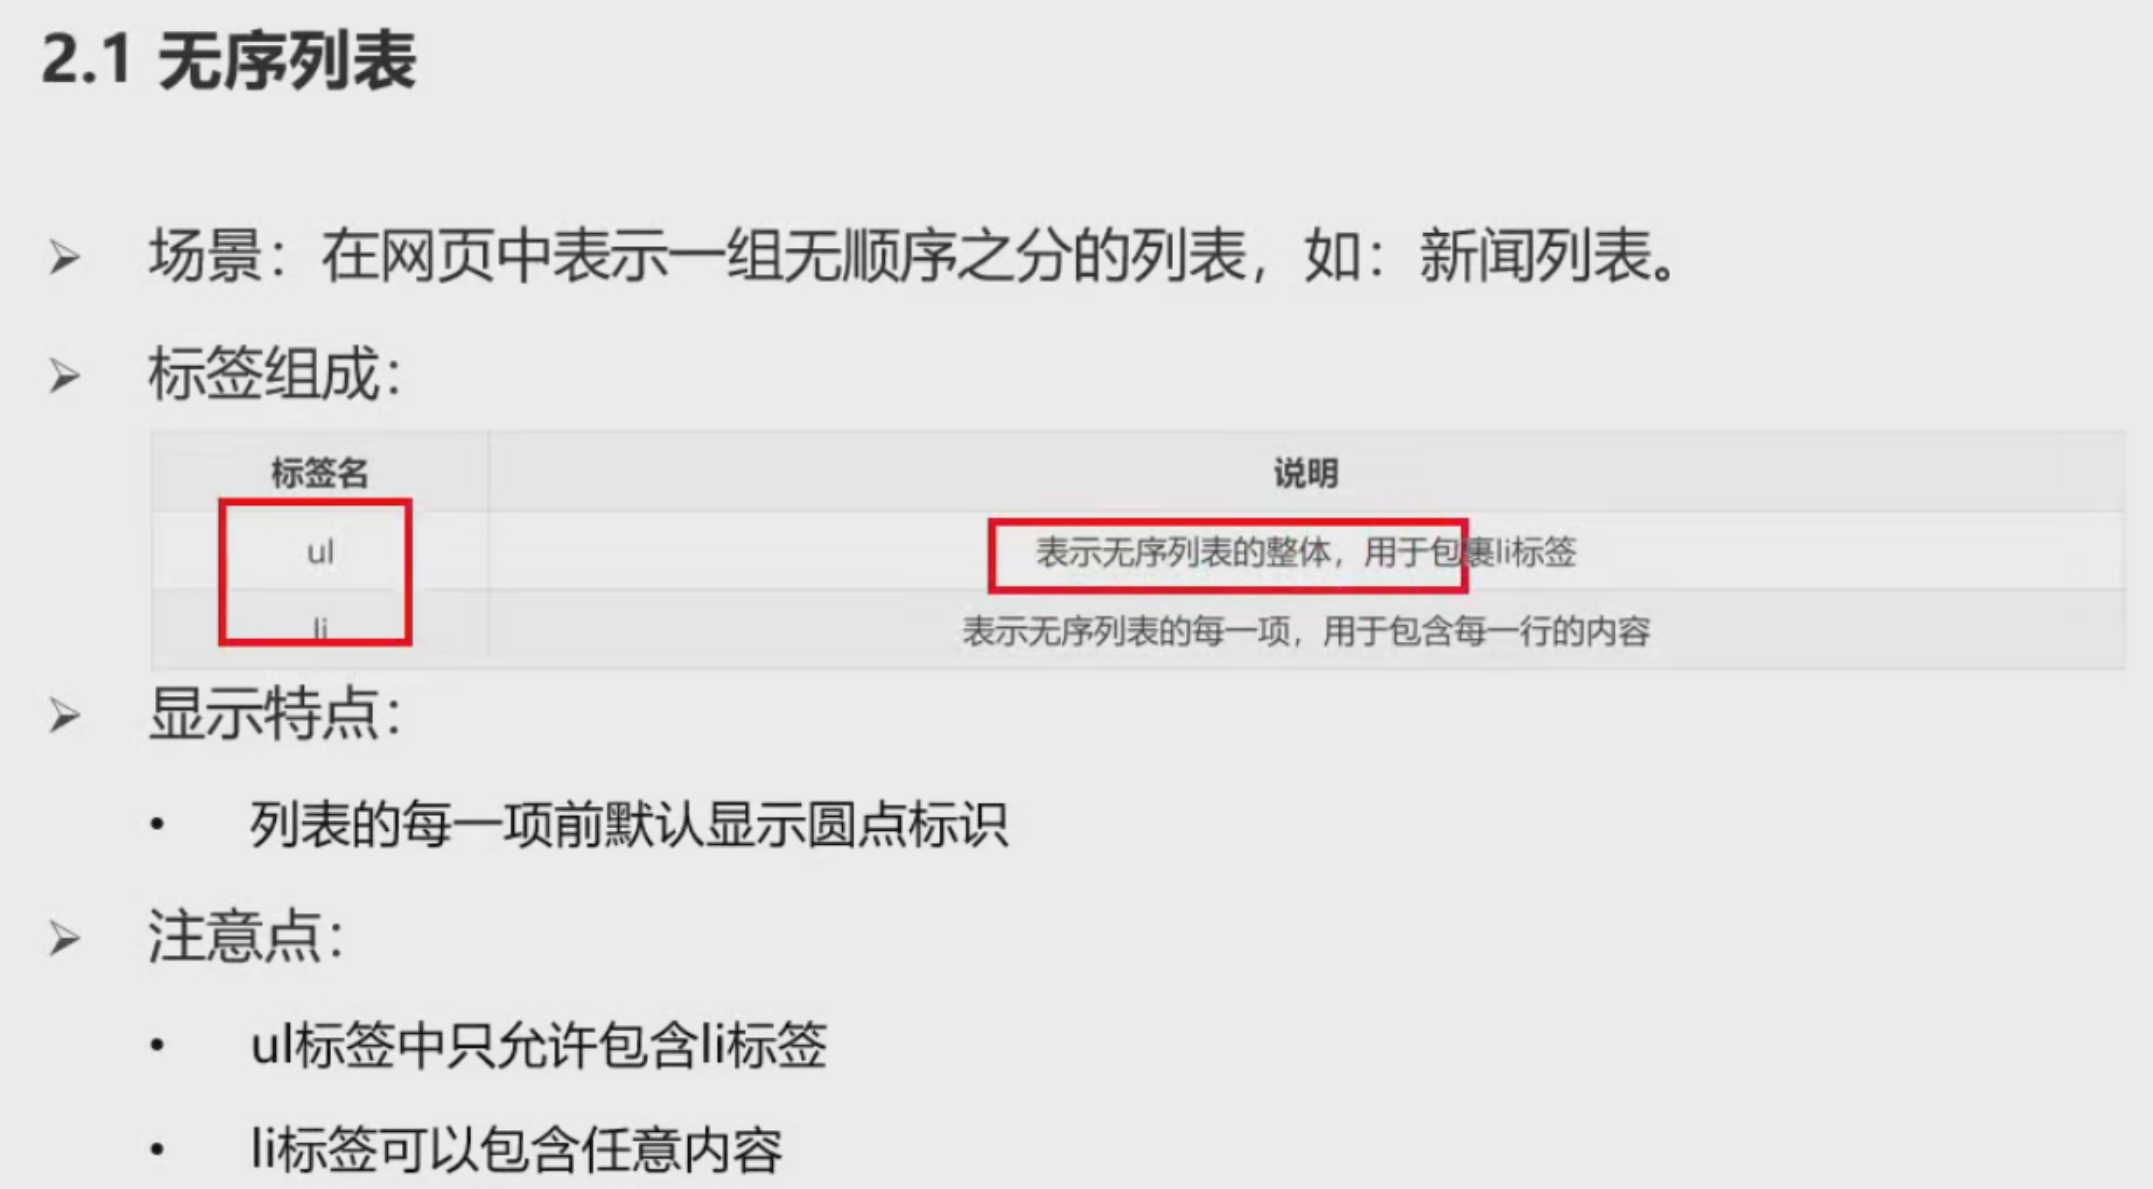 2.1 无序列表
场景：在网页中表示一组无顺序之分的列表，如：新闻列表。
标签组成：
标签名 说明
ul 表示无序列表的整体，用于包裹li标签
li 表示无序列表的每一项，用于包含每一行的内容
显示特点：
• 列表的每一项前默认显示圆点标识
注意点：
• ul标签中只允许包含li标签
• li标签可以包含任意内容